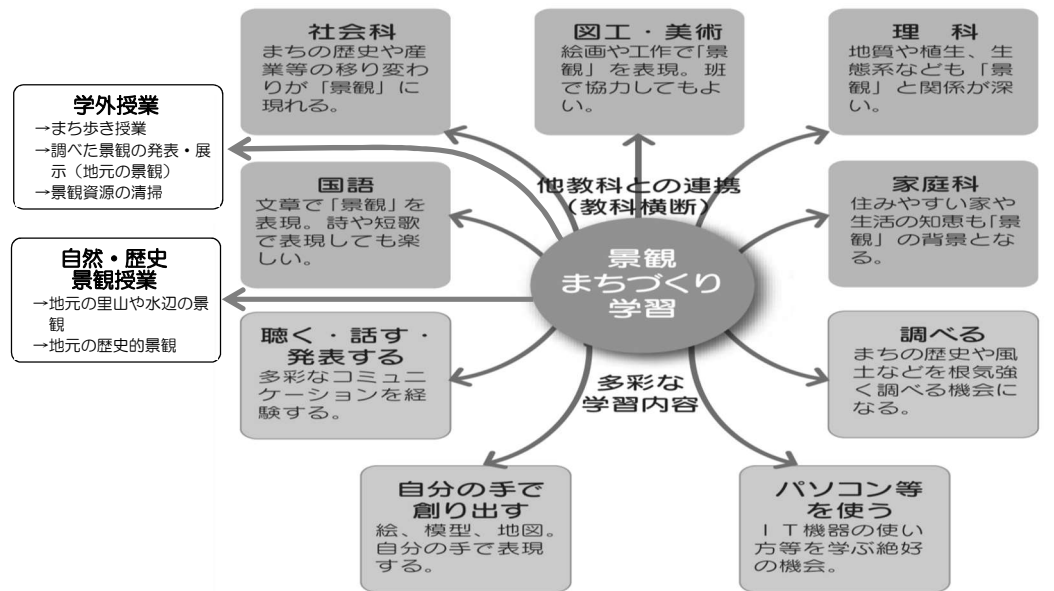 社会科
まちの歴史や産
業等の移り変わ
りが「景観」に
現れる。
図工・美術
絵画や工作で「景
観」を表現。班
で協力してもよ
い。
理　科
地質や植生、生
態系なども「景
観」と関係が深
い。
学外授業
→まち歩き授業
→調べた景観の発表・展
示（地元の景観）
→景観資源の清掃
国語
文章で「景観」を
表現。詩や短歌
で表現しても楽
しい。
他教科との連携
（教科横断）
家庭科
住みやすい家や
生活の知恵も「景
観」の背景とな
る。
自然・歴史
景観授業
→地元の里山や水辺の景
観
→地元の歴史的景観
景観
まちづくり
学習
聴く・話す・
発表する
多彩なコミュニ
ケーションを経
験する。
多彩な
学習内容
調べる
まちの歴史や風
土などを根気強
く調べる機会に
なる。
自分の手で
創り出す
絵、模型、地図。
自分の手で表現
する。
パソコン等
を使う
ＩＴ機器の使い
方等を学ぶ絶好
の機会。